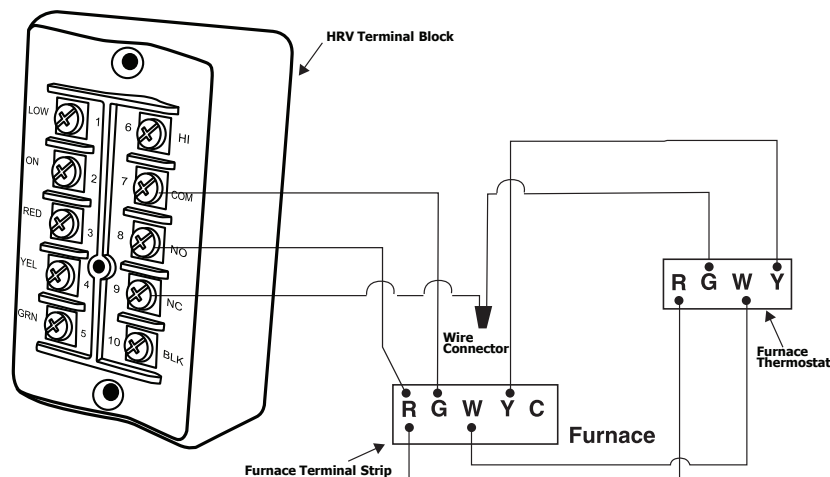 HRV Terminal Block
LOW 1
6 HI
ON 2
7 COM
RED 3
8 NO
YEL 4
9 NC
GRN 5
10 BLK
R G W Y
Wire
Connector
Furnace
Thermostat
R G W Y C
Furnace
Furnace Terminal Strip